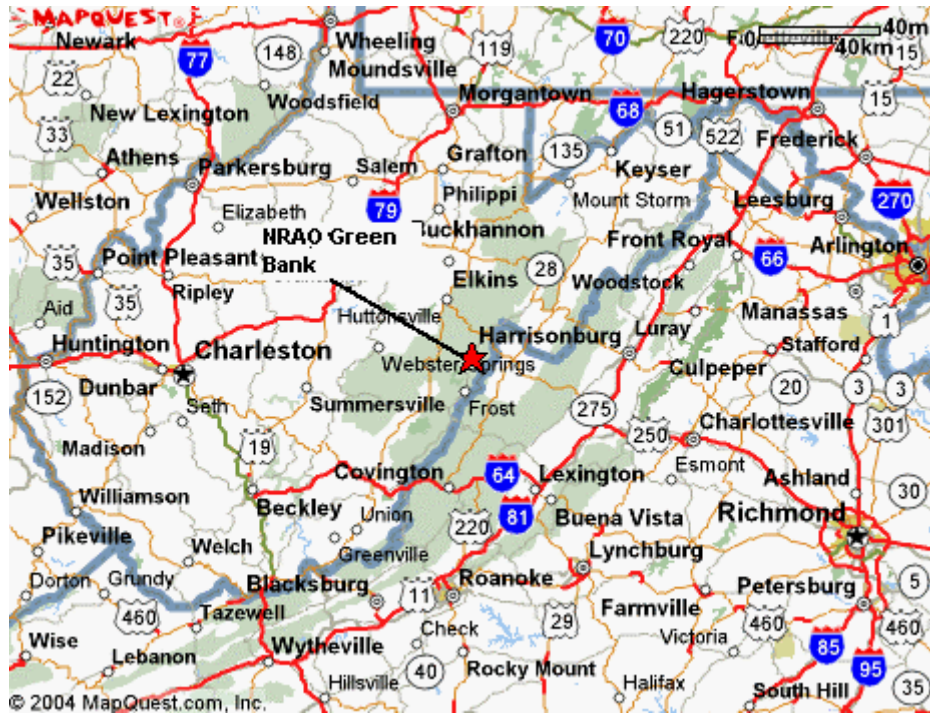 MAPQUEST®
40m
40km
Newark
77
148
Wheeling
119
70
220
15
Moundsville
22
New Lexington
Woodsfield
Morgantown
68
Hagerstown
15
33
51
522
Frederick
Athens
Parkersburg
Salem
Grafton
135
Keyser
Wellston
79
Philippi
Mount Storm
Leesburg
270
Elizabeth
NRAO Green
Bank
Front Royal
Arlington
35
Point Pleasant
Elkins
28
Woodstock
66
35
Ripley
Manassas
Aid
Huttonsville
Harrisonburg
Luray
1
Huntington
Charleston
Webster Springs
Stafford
Culpeper
152
Dunbar
Summersville
Frost
20
3
3
Seth
275
Charlottesville
301
Madison
19
250
Covington
64
Lexington
Esmont
Ashland
30
Williamson
Beckley
81
Richmond
Pikeville
Union
220
Buena Vista
Welch
Greenville
Lynchburg
Dorton
Grundy
Blacksburg
11
Roanoke
Petersburg
5
460
Tazewell
29
Farmville
460
460
Wise
Wytheville
Check
Victoria
85
Lebanon
40
Rocky Mount
95
35
Hillsville
Halifax
South Hill
© 2004 MapQuest.com, Inc.